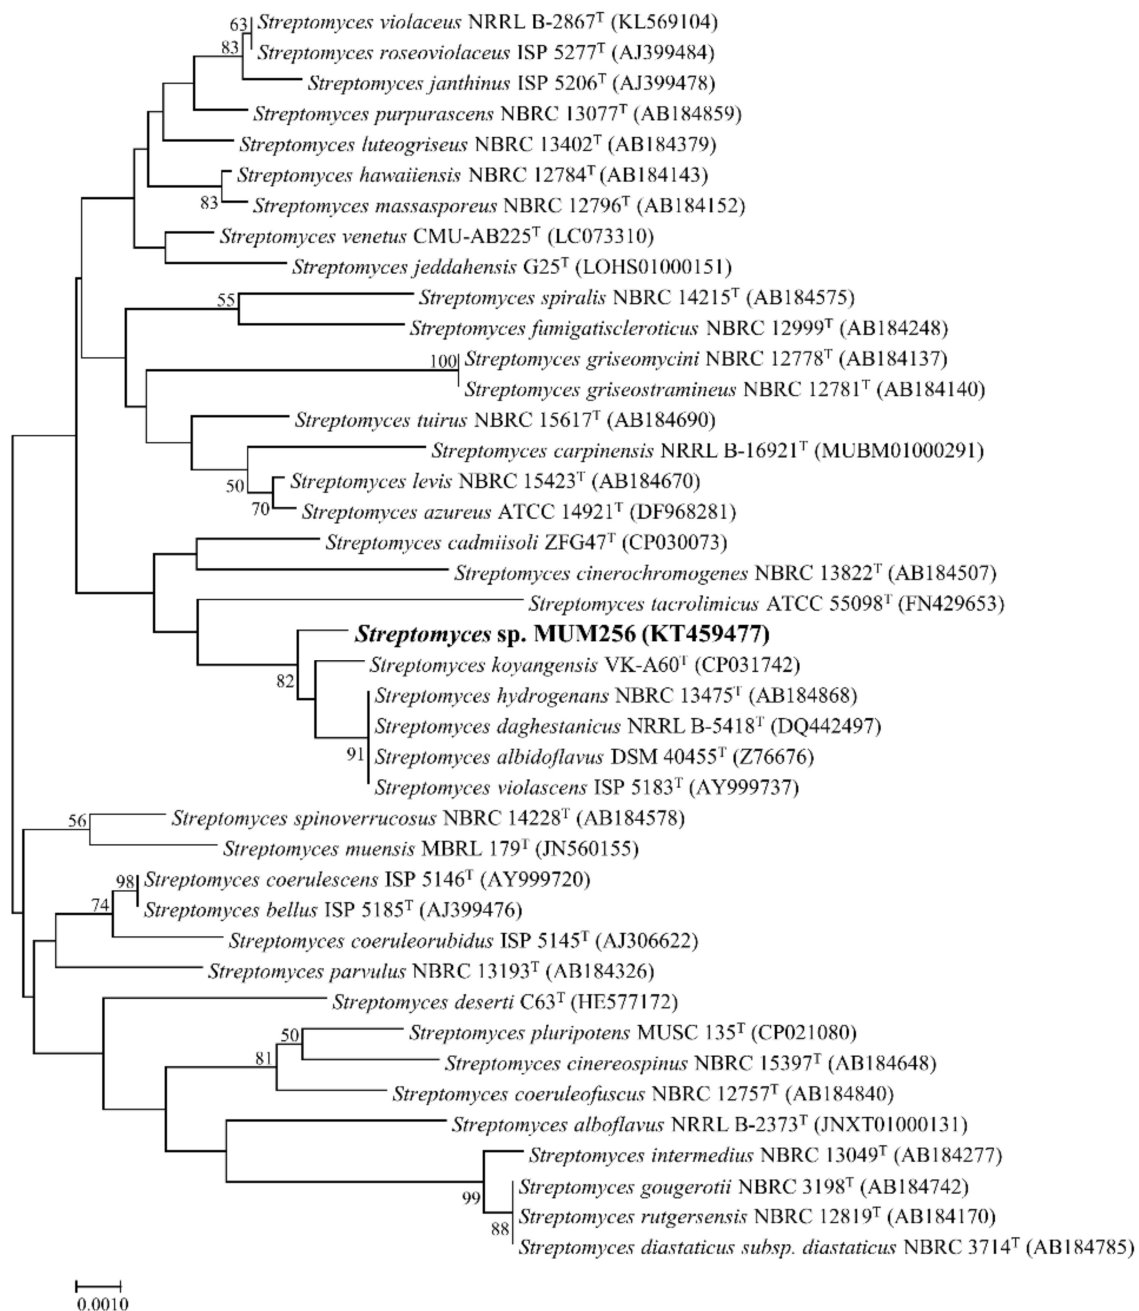 63 Streptomyces violaceus NRRL B-2867ᵀ (KL569104)
83 Streptomyces roseoviolaceus ISP 5277ᵀ (AJ399484)
Streptomyces janthinus ISP 5206ᵀ (AJ399478)
Streptomyces purpurascens NBRC 13077ᵀ (AB184859)
Streptomyces luteogriseus NBRC 13402ᵀ (AB184379)
Streptomyces hawaiiensis NBRC 12784ᵀ (AB184143)
83 Streptomyces massasporeus NBRC 12796ᵀ (AB184152)
Streptomyces venetus CMU-AB225ᵀ (LC073310)
Streptomyces jeddahensis G25ᵀ (LOHS01000151)
55 Streptomyces spiralis NBRC 14215ᵀ (AB184575)
Streptomyces fumigatiscleroticus NBRC 12999ᵀ (AB184248)
100 Streptomyces griseomycini NBRC 12778ᵀ (AB184137)
Streptomyces griseostramineus NBRC 12781ᵀ (AB184140)
Streptomyces tuirus NBRC 15617ᵀ (AB184690)
Streptomyces carpinensis NRRL B-16921ᵀ (MUBM01000291)
50 Streptomyces levis NBRC 15423ᵀ (AB184670)
70 Streptomyces azureus ATCC 14921ᵀ (DF968281)
Streptomyces cadmiisoli ZFG47ᵀ (CP030073)
Streptomyces cinerochromogenes NBRC 13822ᵀ (AB184507)
Streptomyces tacrolimicus ATCC 55098ᵀ (FN429653)
Streptomyces sp. MUM256 (KT459477)
Streptomyces koyangensis VK-A60ᵀ (CP031742)
82
Streptomyces hydrogenans NBRC 13475ᵀ (AB184868)
Streptomyces daghestanicus NRRL B-5418ᵀ (DQ442497)
91 Streptomyces albidoflavus DSM 40455ᵀ (Z76676)
Streptomyces violascens ISP 5183ᵀ (AY999737)
56 Streptomyces spinoverrucosus NBRC 14228ᵀ (AB184578)
Streptomyces muensis MBRL 179ᵀ (JN560155)
98 Streptomyces coerulescens ISP 5146ᵀ (AY999720)
74 Streptomyces bellus ISP 5185ᵀ (AJ399476)
Streptomyces coeruleorubidus ISP 5145ᵀ (AJ306622)
Streptomyces parvulus NBRC 13193ᵀ (AB184326)
Streptomyces deserti C63ᵀ (HE577172)
50 Streptomyces pluripotens MUSC 135ᵀ (CP021080)
81 Streptomyces cinereospinus NBRC 15397ᵀ (AB184648)
Streptomyces coeruleofuscus NBRC 12757ᵀ (AB184840)
Streptomyces alboflavus NRRL B-2373ᵀ (JNXT01000131)
Streptomyces intermedius NBRC 13049ᵀ (AB184277)
99 Streptomyces gougerotii NBRC 3198ᵀ (AB184742)
88 Streptomyces rutgersensis NBRC 12819ᵀ (AB184170)
Streptomyces diastaticus subsp. diastaticus NBRC 3714ᵀ (AB184785)
0.0010